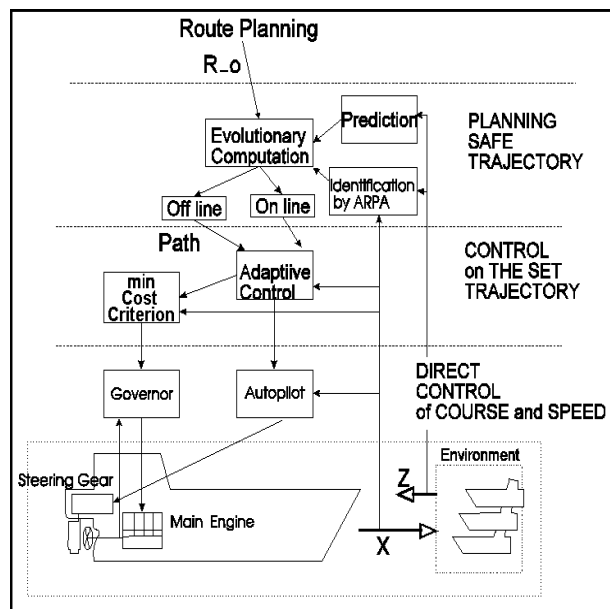 Route Planning
R_o
Prediction
PLANNING
SAFE
TRAJECTORY
Evolutionary
Computation
Identification
by ARPA
Off line
On line
Path
CONTROL
on THE SET
TRAJECTORY
Adaptiive
Control
min
Cost
Criterion
DIRECT
CONTROL
of COURSE and SPEED
Governor
Autopilot
Environment
Steering Gear
Z
Main Engine
X